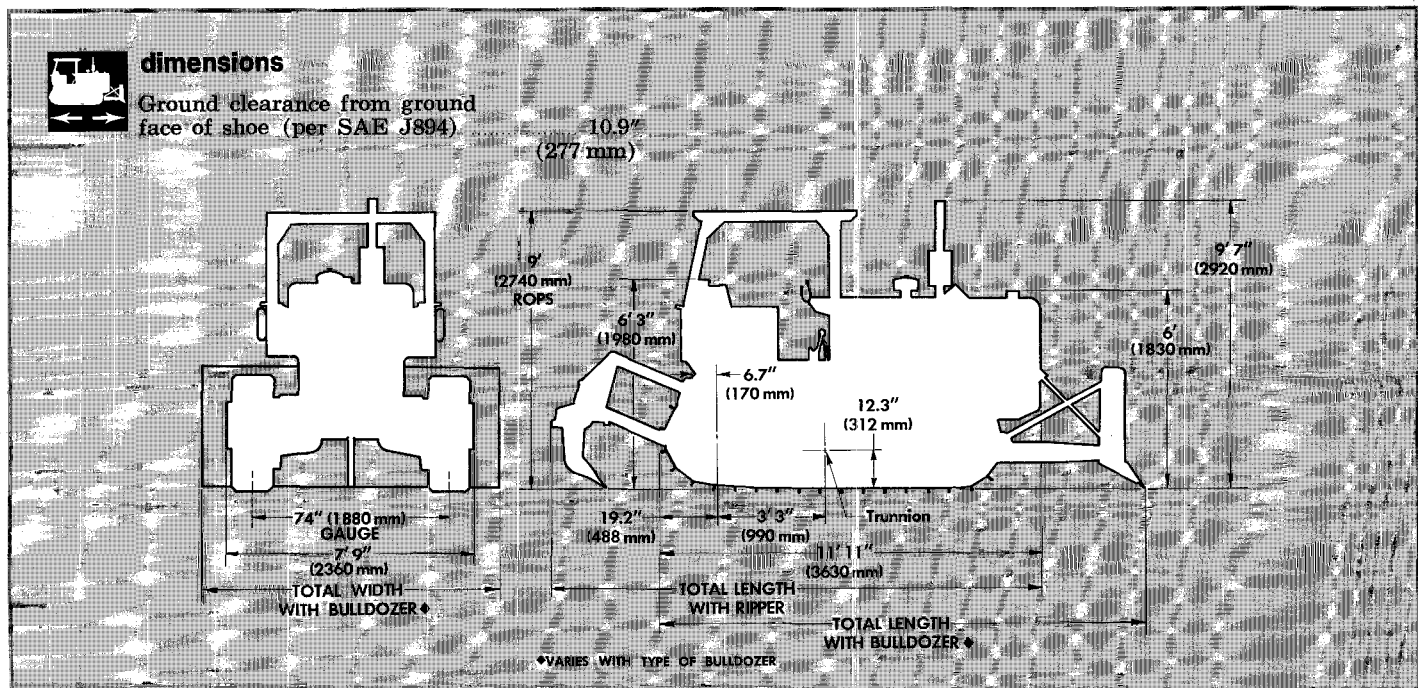 dimensions
Ground clearance from ground
face of shoe (per SAE J894) .............. 10.9"
(277 mm)
9'
(2740 mm)
ROPS
6' 3"
(1980 mm)
6.7"
(170 mm)
12.3"
(312 mm)
9' 7"
(2920 mm)
6'
(1830 mm)
74" (1880 mm)
GAUGE
7' 9"
(2360 mm)
TOTAL WIDTH
WITH BULLDOZER♦
19.2"
(488 mm)
3' 3"
(990 mm)
Trunnion
11' 11"
(3630 mm)
TOTAL LENGTH
WITH RIPPER
TOTAL LENGTH
WITH BULLDOZER♦
♦VARIES WITH TYPE OF BULLDOZER